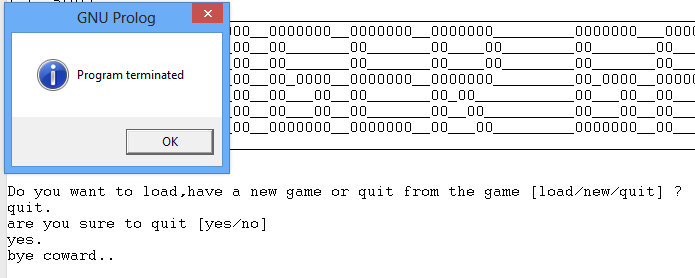 GNU Prolog
Program terminated
OK
Do you want to load,have a new game or quit from the game [load/new/quit] ?
quit.
are you sure to quit [yes/no]
yes.
bye coward..